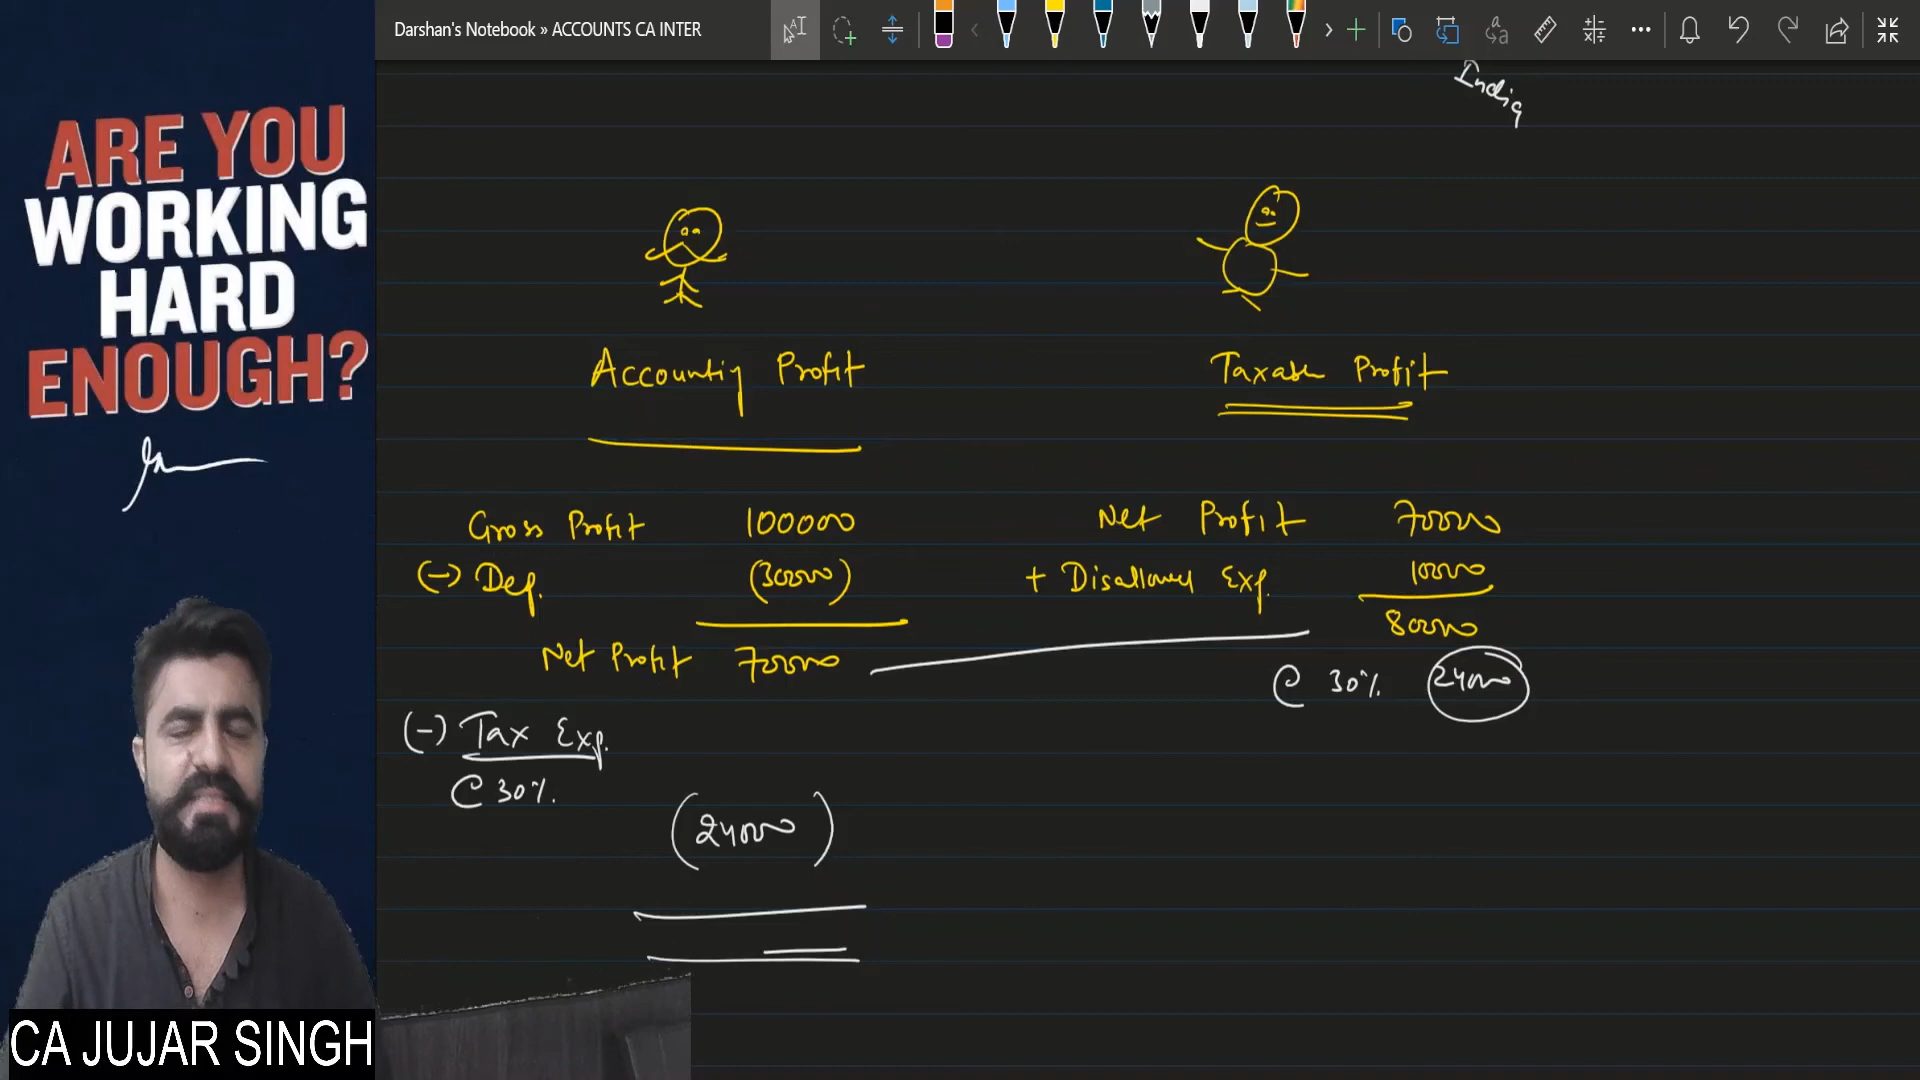 Darshan's Notebook » ACCOUNTS CA INTER
India
ARE YOU
WORKING
HARD
ENOUGH?
CA JUJAR SINGH
Accounting Profit
Gross Profit 100000
(-) Dep. (30000)
Net Profit 70000
(-) Tax Exp.
@ 30%.
(24000)
Taxable Profit
Net Profit 70000
+ Disallowed Exp. 10000
80000
@ 30% 24000